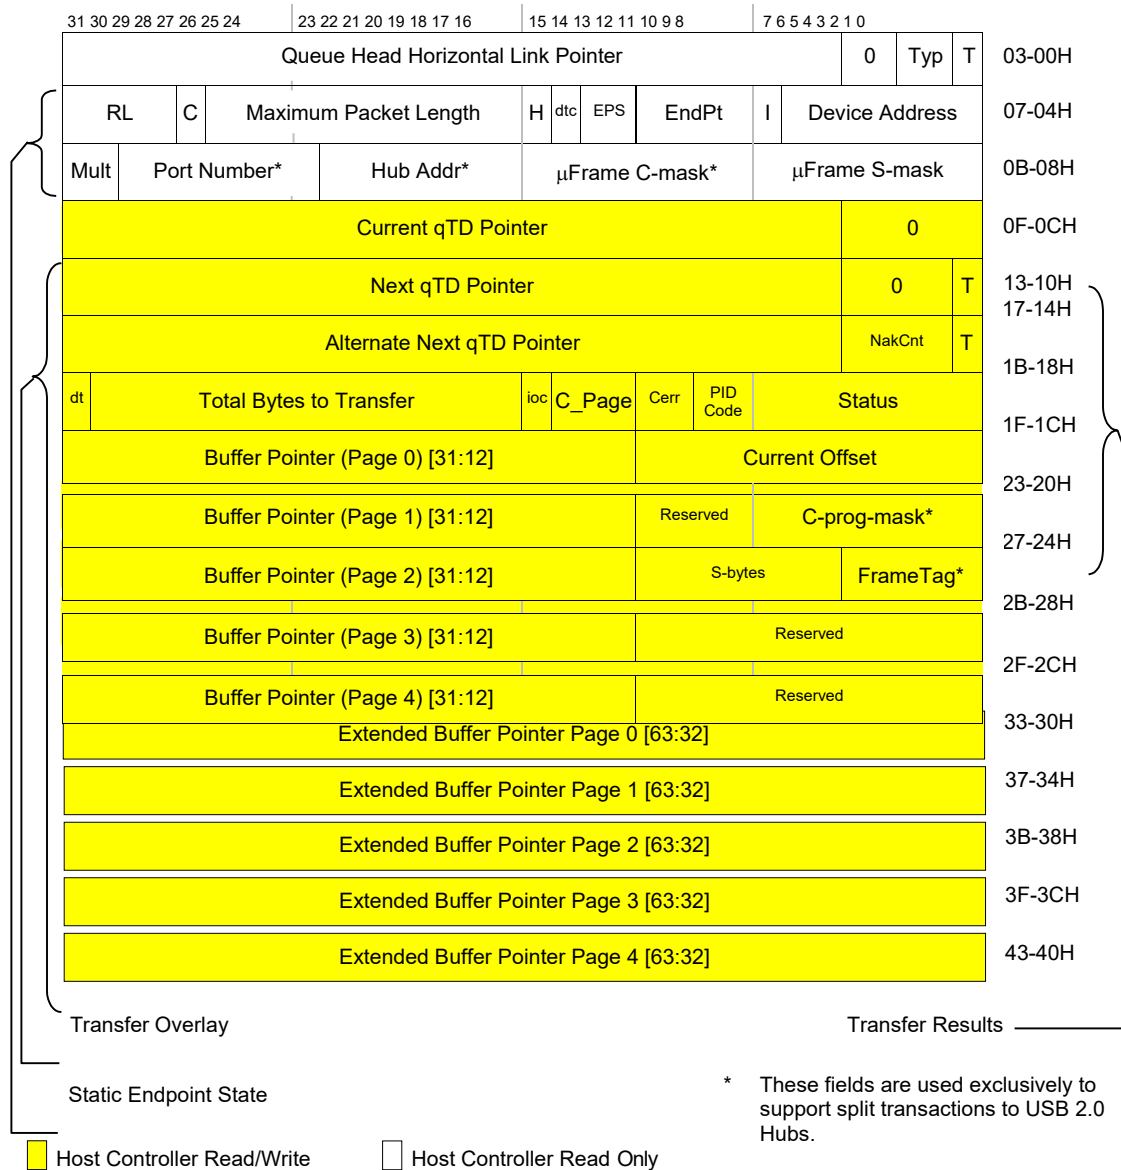 31 30 29 28 27 26 25 24 23 22 21 20 19 18 17 16 15 14 13 12 11 10 9 8 7 6 5 4 3 2 1 0
Queue Head Horizontal Link Pointer 0 Typ T 03-00H
RL C Maximum Packet Length H dtc EPS EndPt I Device Address 07-04H
Mult Port Number* Hub Addr* μFrame C-mask* μFrame S-mask 0B-08H
Current qTD Pointer 0 0F-0CH
Next qTD Pointer 0 T 13-10H
17-14H
Alternate Next qTD Pointer NakCnt T
1B-18H
dt Total Bytes to Transfer ioc C_Page Cerr PID Code Status
1F-1CH
Buffer Pointer (Page 0) [31:12] Current Offset
23-20H
Buffer Pointer (Page 1) [31:12] Reserved C-prog-mask*
27-24H
Buffer Pointer (Page 2) [31:12] S-bytes FrameTag*
2B-28H
Buffer Pointer (Page 3) [31:12] Reserved
2F-2CH
Buffer Pointer (Page 4) [31:12] Reserved
33-30H
Extended Buffer Pointer Page 0 [63:32]
Extended Buffer Pointer Page 1 [63:32] 37-34H
Extended Buffer Pointer Page 2 [63:32] 3B-38H
Extended Buffer Pointer Page 3 [63:32] 3F-3CH
Extended Buffer Pointer Page 4 [63:32] 43-40H
Transfer Overlay Transfer Results
Static Endpoint State
* These fields are used exclusively to
support split transactions to USB 2.0
Hubs.
Host Controller Read/Write Host Controller Read Only